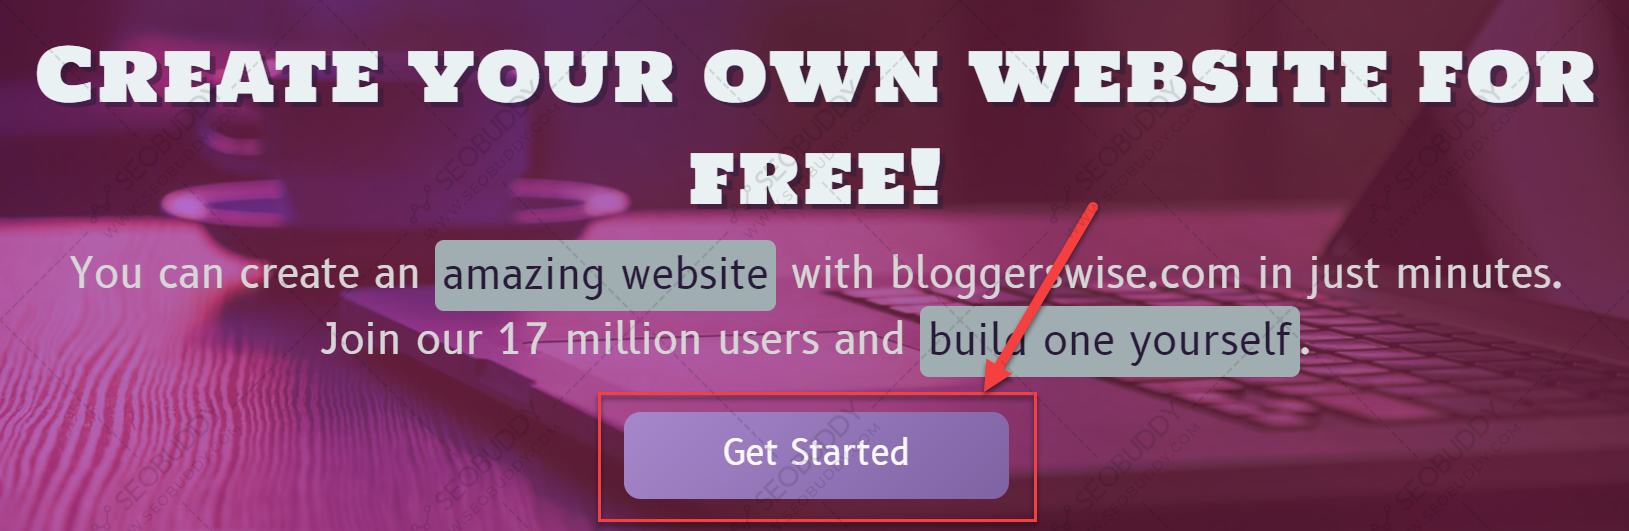 Create your own website for
free!
You can create an amazing website with bloggerswise.com in just minutes.
Join our 17 million users and build one yourself.
Get Started
SEOBUDDY
WWW.SEOBUDDY.COM